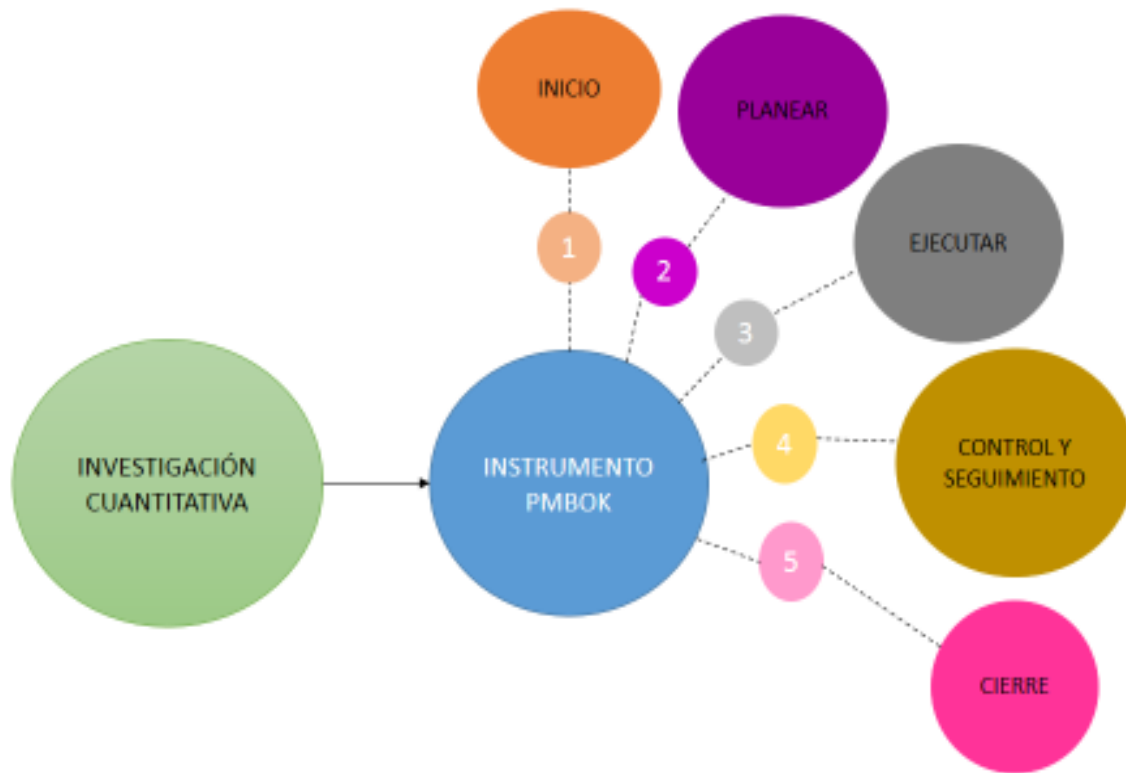 INICIO
PLANEAR
EJECUTAR
1
2
3
4
5
CONTROL Y
SEGUIMIENTO
INVESTIGACIÓN
CUANTITATIVA
INSTRUMENTO
PMBOK
CIERRE